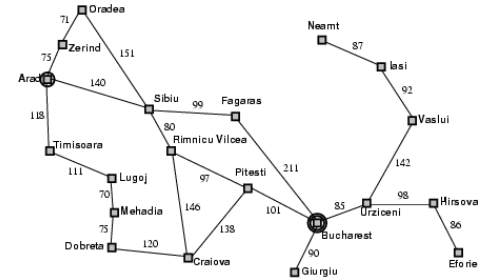 Oradea
71
Neamt
Zerind
87
75
151
Iasi
Arad
140
92
Sibiu
99
Fagaras
118
Vaslui
80
Rimnicu Vilcea
Timisoara
142
111
211
Lugoj
97
Pitesti
70
98
Hirsova
146
85
Mehadia
101
Urziceni
75
138
86
Bucharest
Dobreta
120
90
Craiova
Eforie
Giurgiu